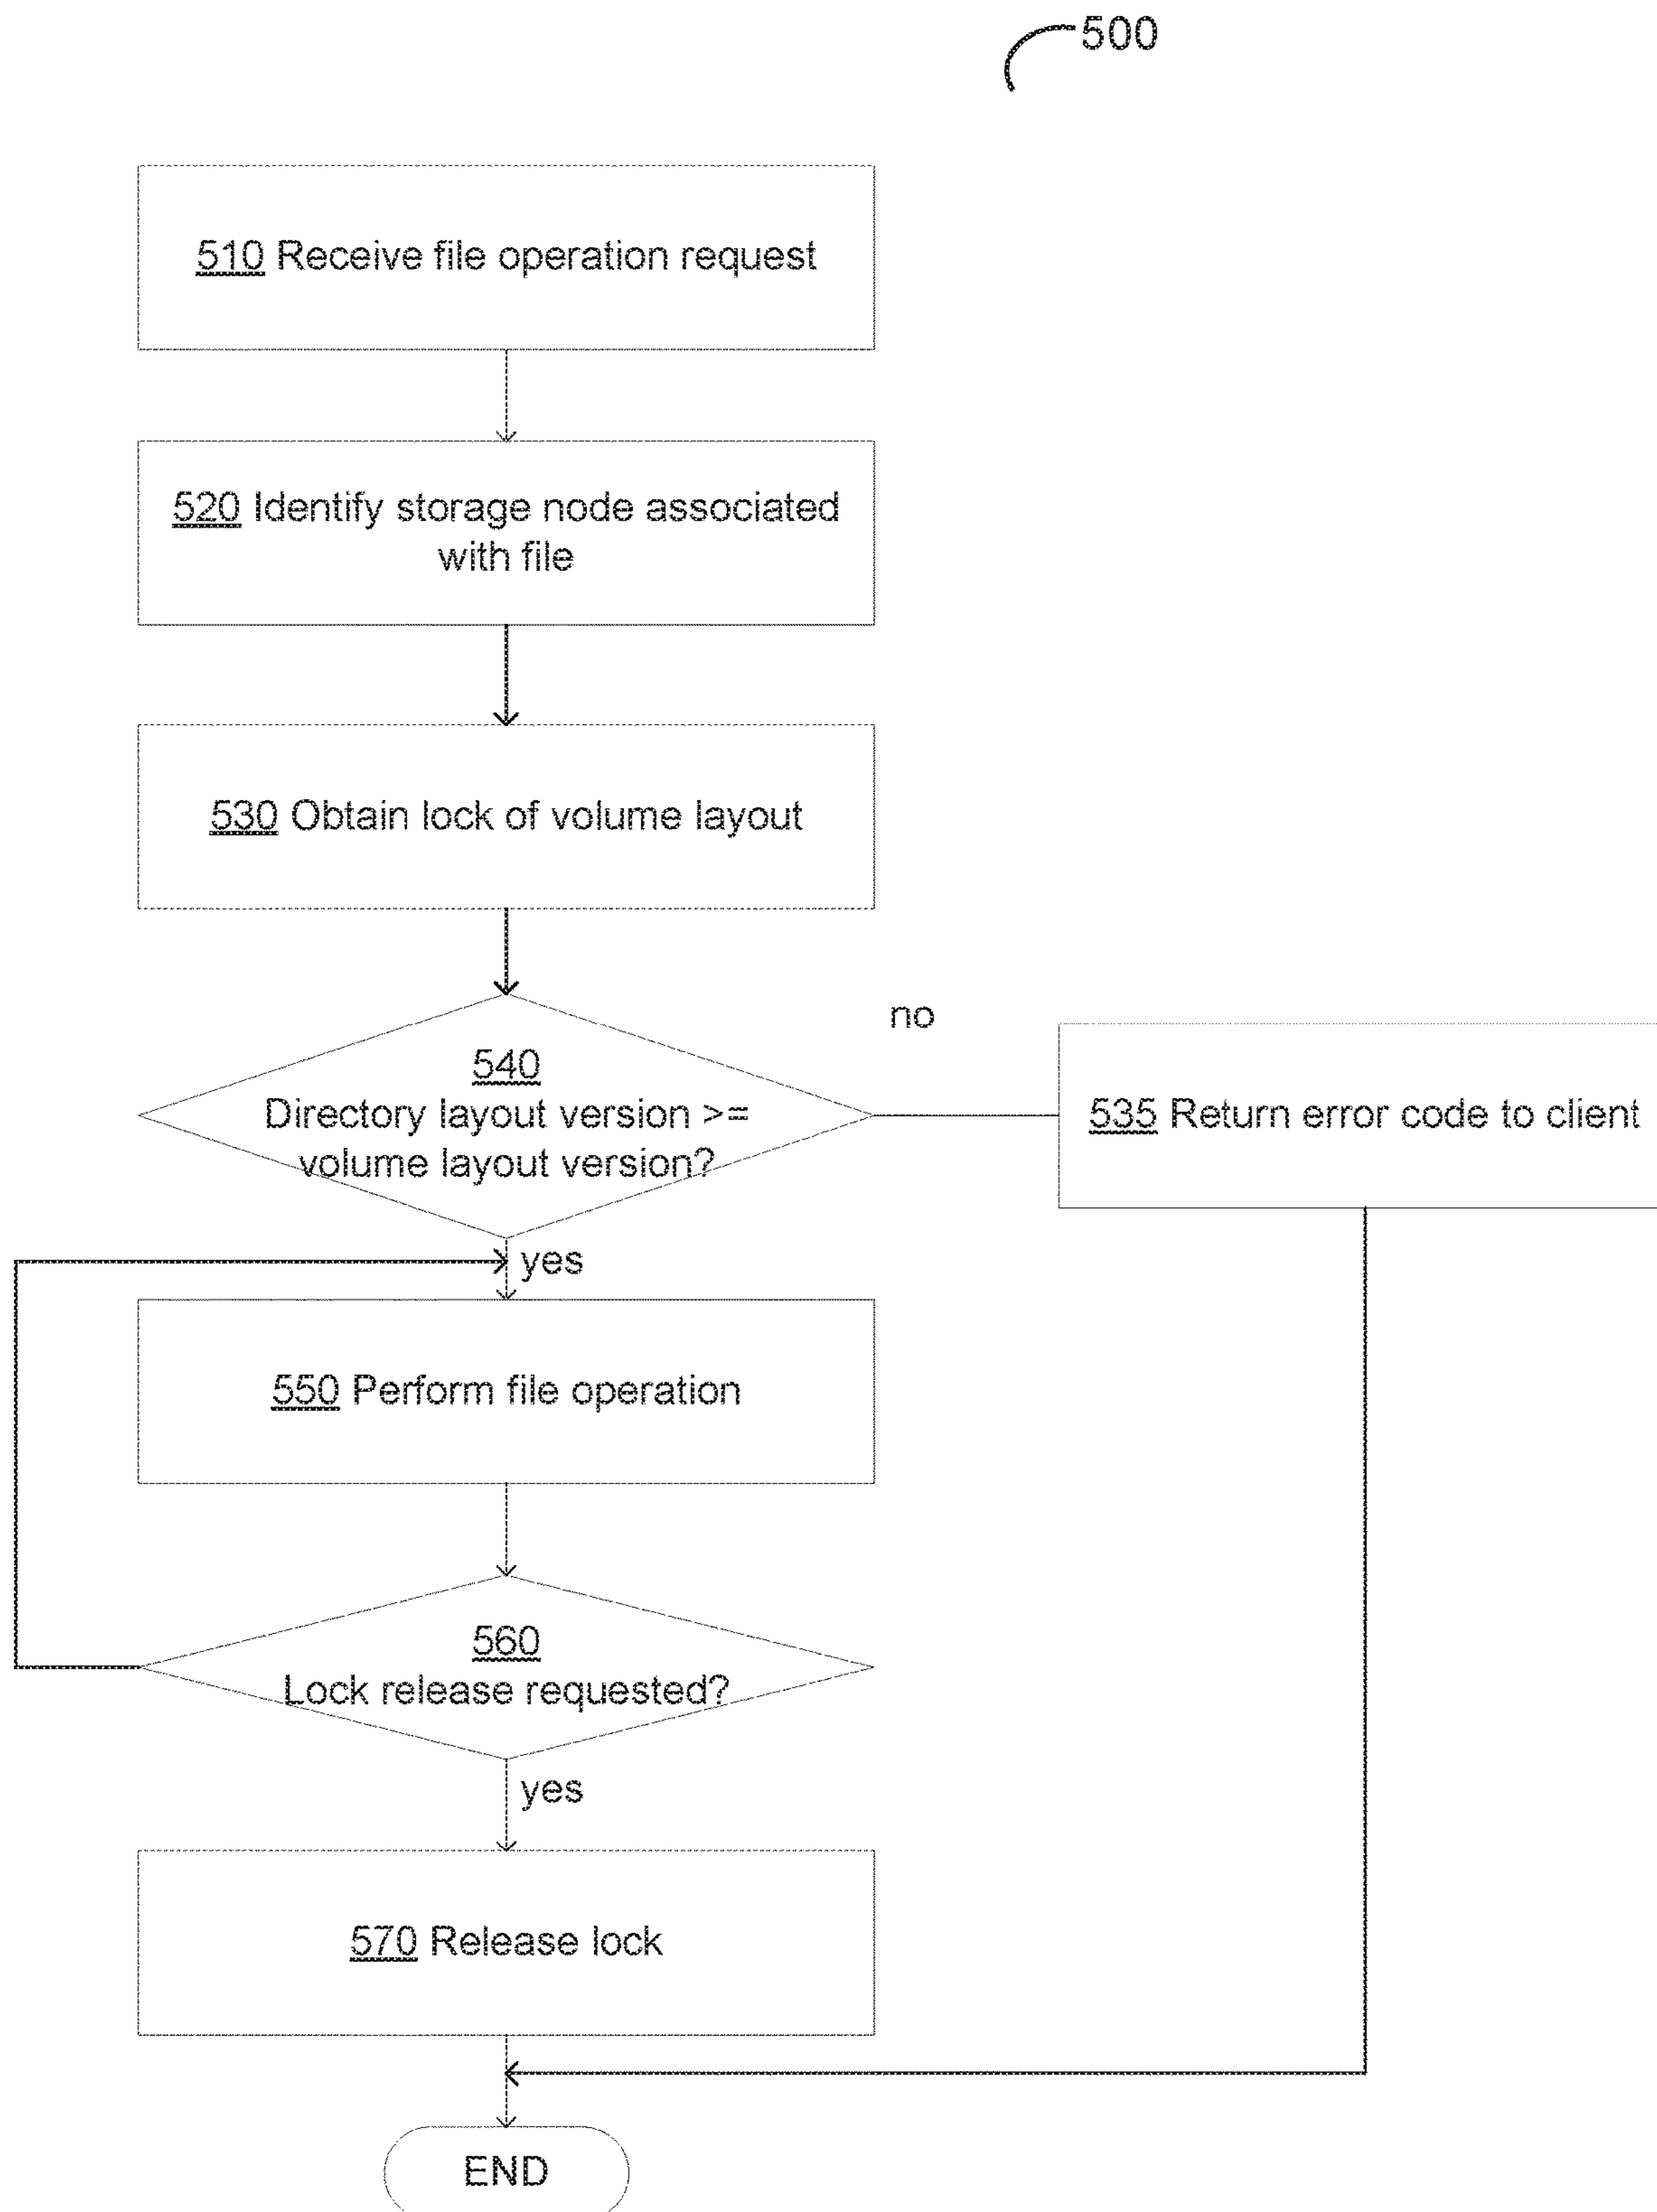 500
510 Receive file operation request
520 Identify storage node associated
with file
530 Obtain lock of volume layout
no
540
Directory layout version >=
volume layout version?
535 Return error code to client
yes
550 Perform file operation
560
Lock release requested?
yes
570 Release lock
END